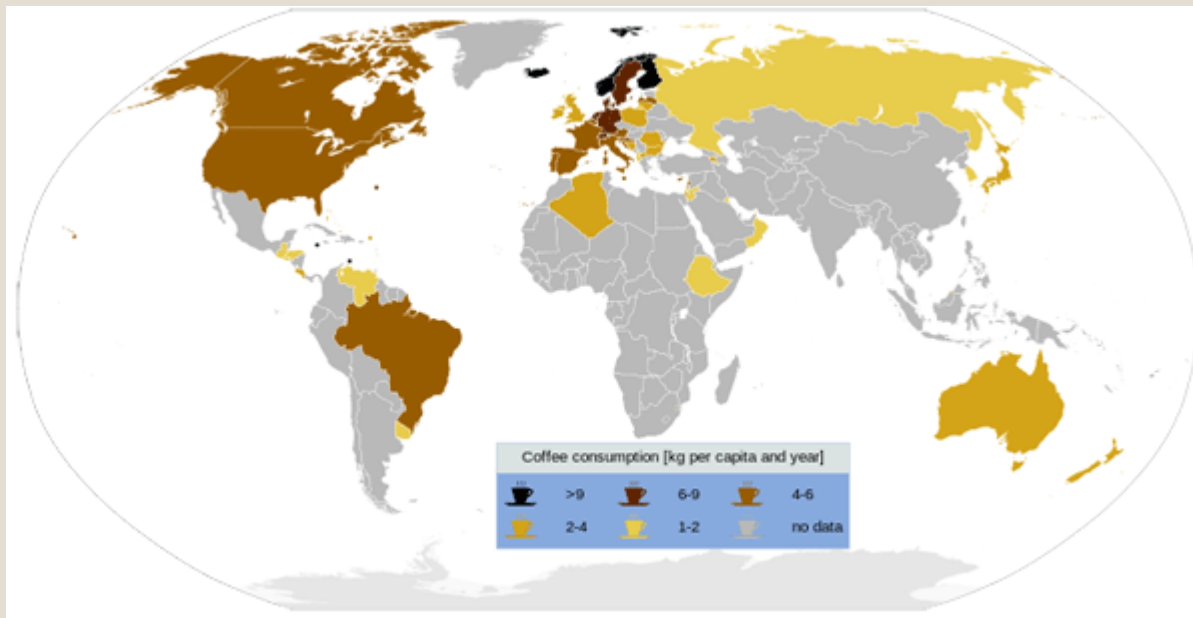 Coffee consumption [kg per capita and year]
>9 6-9 4-6
2-4 1-2 no data